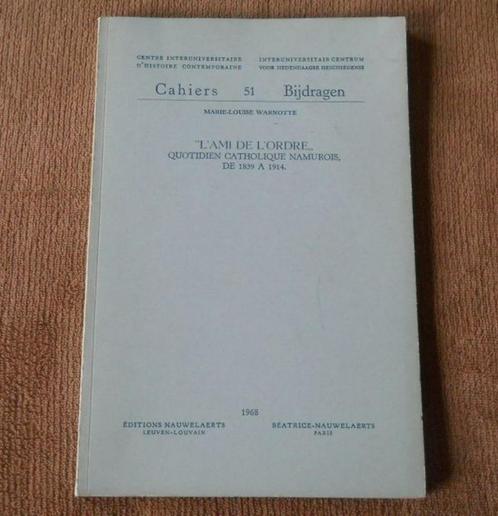 CENTRE INTERUNIVERSITAIRE INTERUNIVERSITAIR CENTRUM
D'HISTOIRE CONTEMPORAINE VOOR HEDENDAAGSE GESCHIEDENIS
Cahiers 51 Bijdragen
MARIE-LOUISE WARNOTTE
"L'AMI DE L'ORDRE„
QUOTIDIEN CATHOLIQUE NAMUROIS,
DE 1839 A 1914.
1968
ÉDITIONS NAUWELAERTS BÉATRICE-NAUWELAERTS
LEUVEN-LOUVAIN PARIS